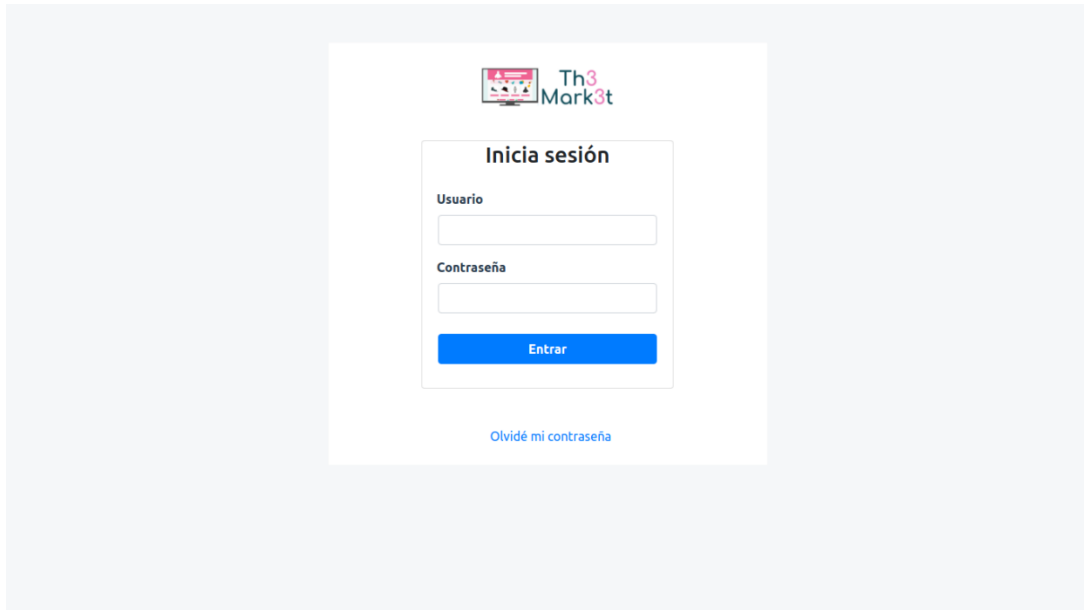 Th3
Mark3t
Inicia sesión
Usuario
Contraseña
Entrar
Olvidé mi contraseña